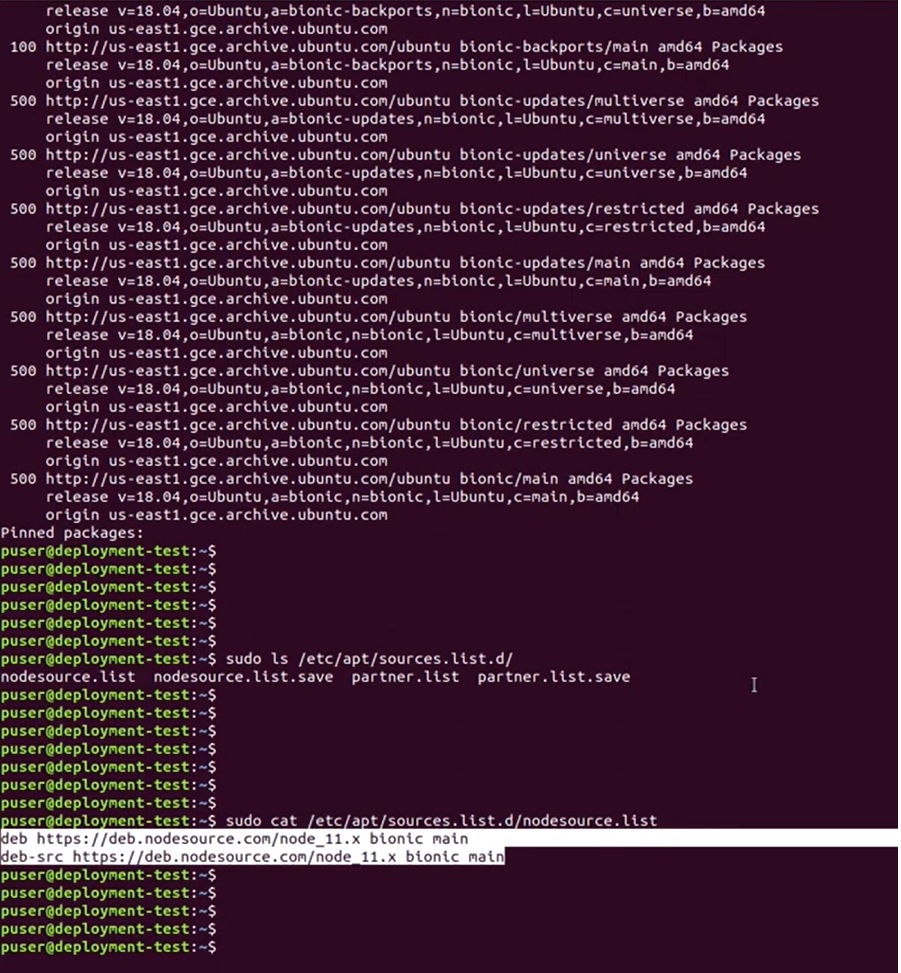 release v=18.04,o=Ubuntu,a=bionic-backports,n=bionic,l=Ubuntu,c=universe,b=amd64
origin us-east1.gce.archive.ubuntu.com
100 http://us-east1.gce.archive.ubuntu.com/ubuntu bionic-backports/main amd64 Packages
release v=18.04,o=Ubuntu,a=bionic-backports,n=bionic,l=Ubuntu,c=main,b=amd64
origin us-east1.gce.archive.ubuntu.com
500 http://us-east1.gce.archive.ubuntu.com/ubuntu bionic-updates/multiverse amd64 Packages
release v=18.04,o=Ubuntu,a=bionic-updates,n=bionic,l=Ubuntu,c=multiverse,b=amd64
origin us-east1.gce.archive.ubuntu.com
500 http://us-east1.gce.archive.ubuntu.com/ubuntu bionic-updates/universe amd64 Packages
release v=18.04,o=Ubuntu,a=bionic-updates,n=bionic,l=Ubuntu,c=universe,b=amd64
origin us-east1.gce.archive.ubuntu.com
500 http://us-east1.gce.archive.ubuntu.com/ubuntu bionic-updates/restricted amd64 Packages
release v=18.04,o=Ubuntu,a=bionic-updates,n=bionic,l=Ubuntu,c=restricted,b=amd64
origin us-east1.gce.archive.ubuntu.com
500 http://us-east1.gce.archive.ubuntu.com/ubuntu bionic-updates/main amd64 Packages
release v=18.04,o=Ubuntu,a=bionic-updates,n=bionic,l=Ubuntu,c=main,b=amd64
origin us-east1.gce.archive.ubuntu.com
500 http://us-east1.gce.archive.ubuntu.com/ubuntu bionic/multiverse amd64 Packages
release v=18.04,o=Ubuntu,a=bionic,n=bionic,l=Ubuntu,c=multiverse,b=amd64
origin us-east1.gce.archive.ubuntu.com
500 http://us-east1.gce.archive.ubuntu.com/ubuntu bionic/universe amd64 Packages
release v=18.04,o=Ubuntu,a=bionic,n=bionic,l=Ubuntu,c=universe,b=amd64
origin us-east1.gce.archive.ubuntu.com
500 http://us-east1.gce.archive.ubuntu.com/ubuntu bionic/restricted amd64 Packages
release v=18.04,o=Ubuntu,a=bionic,n=bionic,l=Ubuntu,c=restricted,b=amd64
origin us-east1.gce.archive.ubuntu.com
500 http://us-east1.gce.archive.ubuntu.com/ubuntu bionic/main amd64 Packages
release v=18.04,o=Ubuntu,a=bionic,n=bionic,l=Ubuntu,c=main,b=amd64
origin us-east1.gce.archive.ubuntu.com
Pinned packages:
puser@deployment-test:~$
puser@deployment-test:~$
puser@deployment-test:~$
puser@deployment-test:~$
puser@deployment-test:~$
puser@deployment-test:~$
puser@deployment-test:~$ sudo ls /etc/apt/sources.list.d/
nodesource.list  nodesource.list.save  partner.list  partner.list.save
puser@deployment-test:~$
puser@deployment-test:~$
puser@deployment-test:~$
puser@deployment-test:~$
puser@deployment-test:~$
puser@deployment-test:~$
puser@deployment-test:~$
puser@deployment-test:~$ sudo cat /etc/apt/sources.list.d/nodesource.list
deb https://deb.nodesource.com/node_11.x bionic main
deb-src https://deb.nodesource.com/node_11.x bionic main
puser@deployment-test:~$
puser@deployment-test:~$
puser@deployment-test:~$
puser@deployment-test:~$
puser@deployment-test:~$